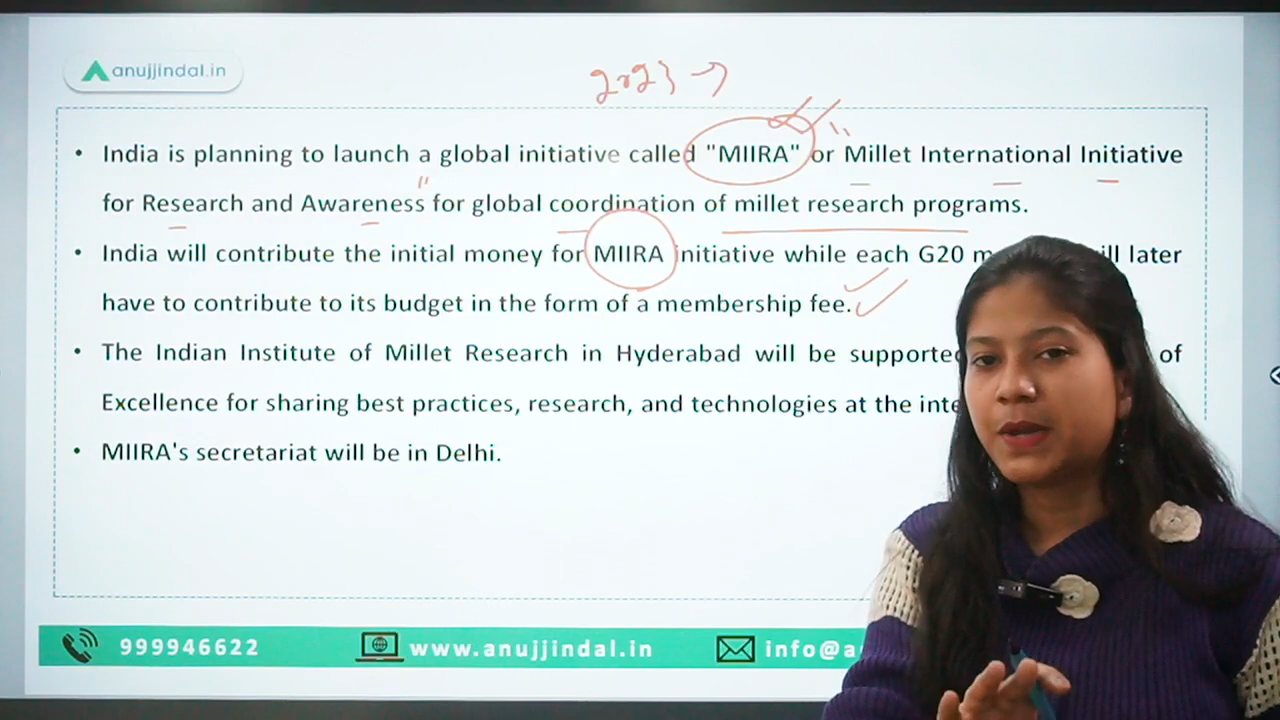 anujjindal.in
2023 →
• India is planning to launch a global initiative called "MIIRA" or Millet International Initiative
for Research and Awareness for global coordination of millet research programs.
• India will contribute the initial money for MIIRA initiative while each G20 will later
have to contribute to its budget in the form of a membership fee.
• The Indian Institute of Millet Research in Hyderabad will be supported of
Excellence for sharing best practices, research, and technologies at the
• MIIRA's secretariat will be in Delhi.
999946622 www.anujjindal.in